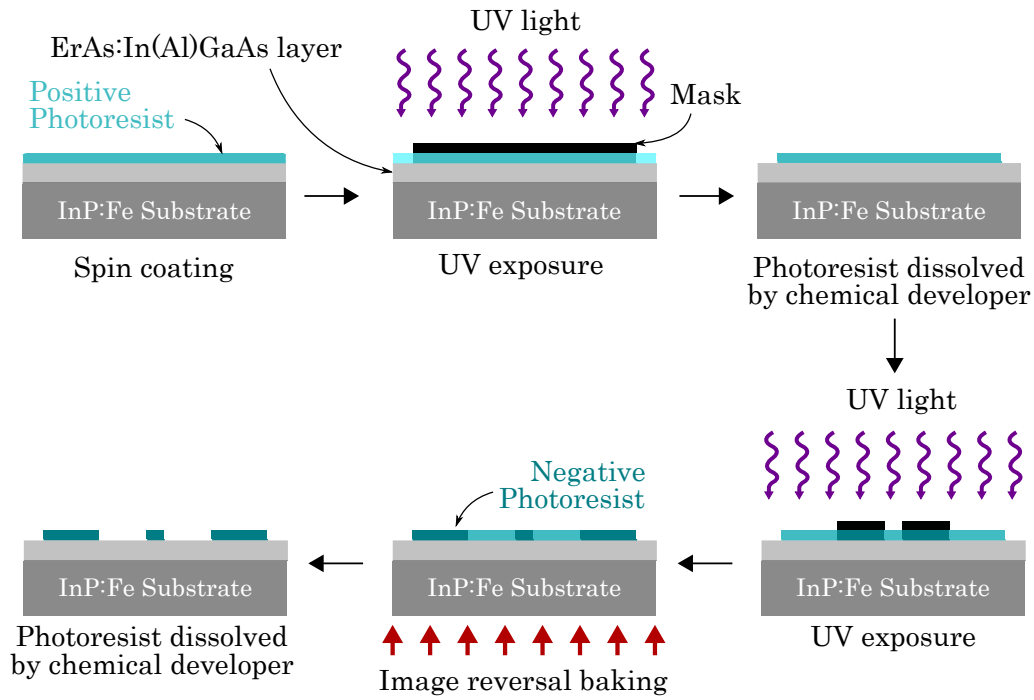 UV light
ErAs:In(Al)GaAs layer
Positive
Photoresist
Mask
InP:Fe Substrate
InP:Fe Substrate
InP:Fe Substrate
Spin coating
UV exposure
Photoresist dissolved
by chemical developer
UV light
Negative
Photoresist
InP:Fe Substrate
InP:Fe Substrate
InP:Fe Substrate
Photoresist dissolved
by chemical developer
Image reversal baking
UV exposure